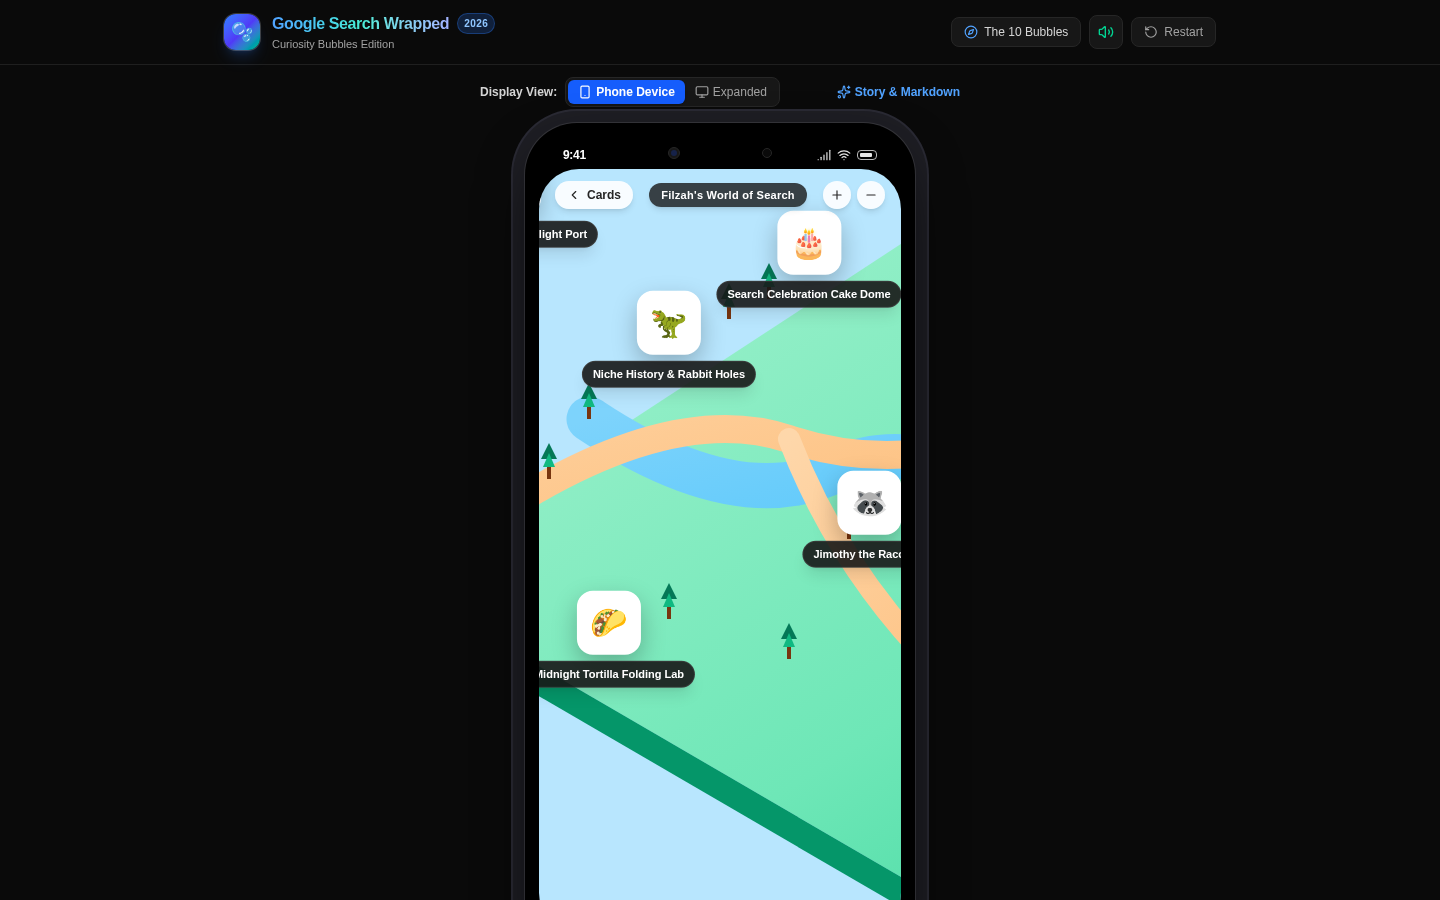 Google Search Wrapped 2026
Curiosity Bubbles Edition
The 10 Bubbles
Restart
Display View:
Phone Device
Expanded
Story & Markdown
9:41
Cards
Filzah's World of Search
light Port
Search Celebration Cake Dome
Niche History & Rabbit Holes
Jimothy the
Midnight Tortilla Folding Lab